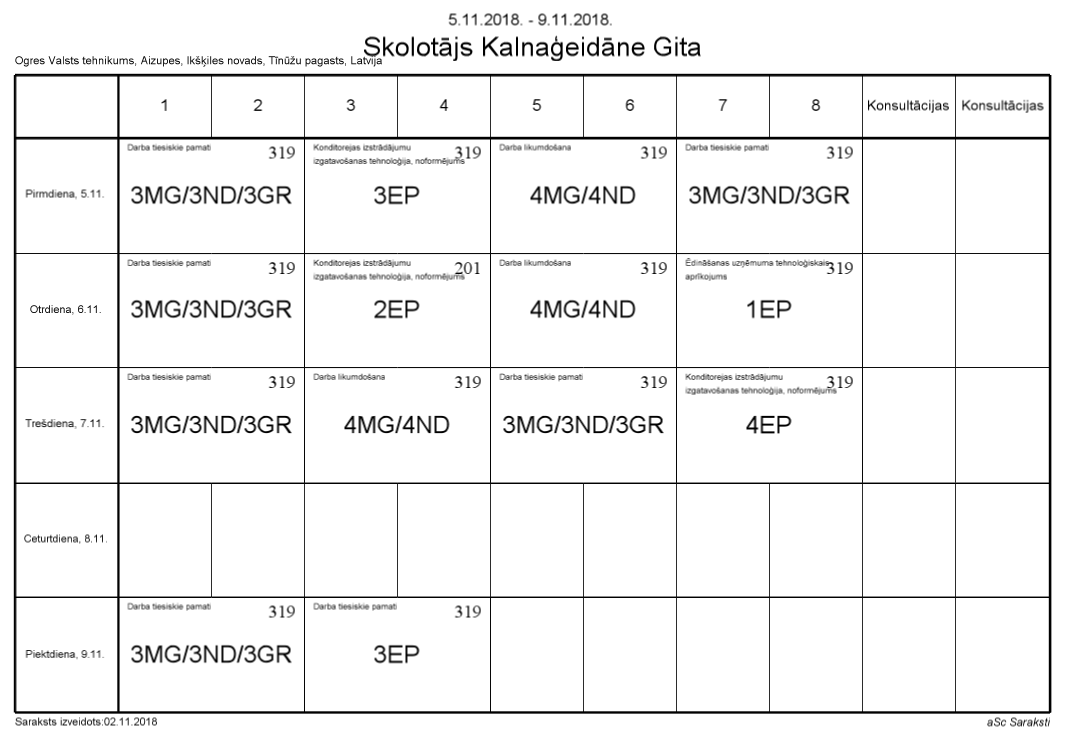 5.11.2018. - 9.11.2018.
Skolotājs Kalnaģeidāne Gita
Ogres Valsts tehnikums, Aizupes, Ikšķiles novads, Tīnūžu pagasts, Latvija
1 2 3 4 5 6 7 8 Konsultācijas Konsultācijas
Pirmdiena, 5.11.
Darba tiesiskie pamati 319
3MG/3ND/3GR
Konditorejas izstrādājumu
izgatavošanas tehnoloģija, noformējums 319
3EP
Darba likumdošana 319
4MG/4ND
Darba tiesiskie pamati 319
3MG/3ND/3GR
Otrdiena, 6.11.
Darba tiesiskie pamati 319
3MG/3ND/3GR
Konditorejas izstrādājumu
izgatavošanas tehnoloģija, noformējums 201
2EP
Darba likumdošana 319
4MG/4ND
Ēdināšanas uzņēmuma tehnoloģiskais
aprīkojums 319
1EP
Trešdiena, 7.11.
Darba tiesiskie pamati 319
3MG/3ND/3GR
Darba likumdošana 319
4MG/4ND
Darba tiesiskie pamati 319
3MG/3ND/3GR
Konditorejas izstrādājumu
izgatavošanas tehnoloģija, noformējums 319
4EP
Ceturtdiena, 8.11.
Piektdiena, 9.11.
Darba tiesiskie pamati 319
3MG/3ND/3GR
Darba tiesiskie pamati 319
3EP
Saraksts izveidots:02.11.2018
aSc Saraksti